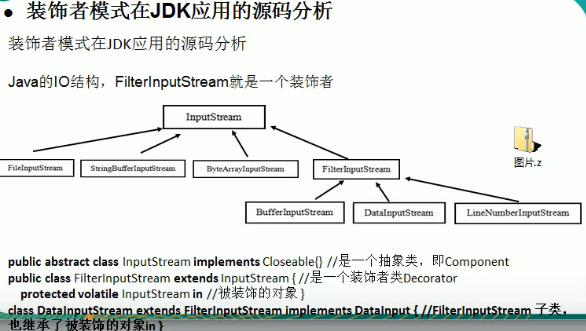 ● 装饰者模式在JDK应用的源码分析
装饰者模式在JDK应用的源码分析
Java的IO结构，FilterInputStream就是一个装饰者
InputStream
FileInputStream
StringBufferInputStream
ByteArrayInputStream
FilterInputStream
图片.z
BufferInputStream
DataInputStream
LineNumberInputStream
public abstract class InputStream implements Closeable{} //是一个抽象类，即Component
public class FilterInputStream extends InputStream { //是一个装饰者类Decorator
protected volatile InputStream in //被装饰的对象 }
class DataInputStream extends FilterInputStream implements DataInput { //FilterInputStream 子类，
也继承了被装饰的对象in }